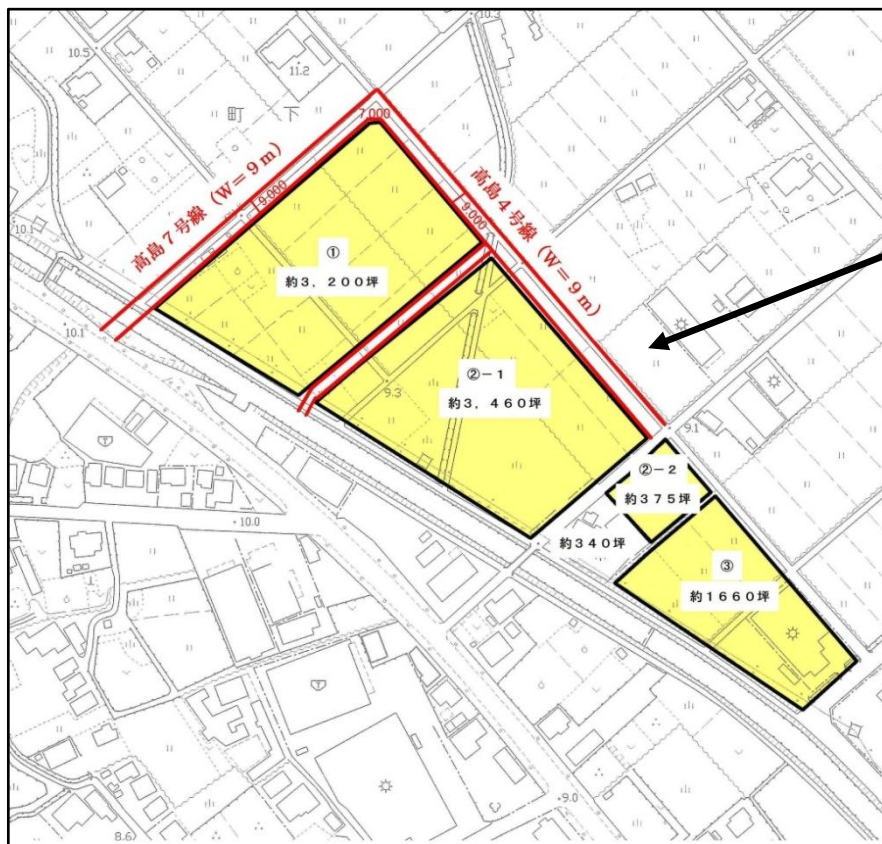 10.3
10.5
11.2
町下
7,000
高島7号線(W=9m)
9,000
高島4号線(W=9m)
9,000
10.1
①
約3,200坪
10.1
②-1
約3,460坪
9.3
9.1
②-2
約375坪
約340坪
10.0
③
約1660坪
9.0
8.6